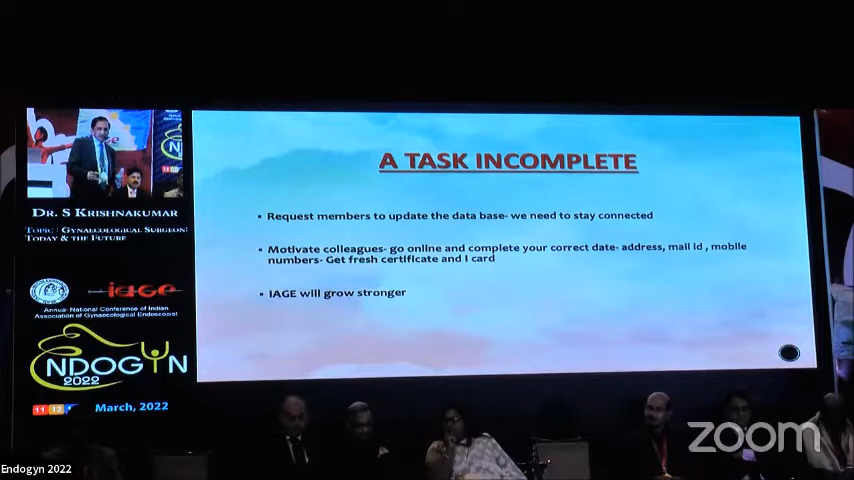 A TASK INCOMPLETE
▪ Request members to update the data base- we need to stay connected
▪ Motivate colleagues- go online and complete your correct date- address, mail id , mobile
numbers- Get fresh certificate and I card
▪ IAGE will grow stronger
DR. S KRISHNAKUMAR
TOPIC : GYNAECOLOGICAL SURGEON:
TODAY & THE FUTURE
iage
Annual National Conference of Indian
Association of Gynaecological Endoscopist
ENDOGYN
2022
11 12
March, 2022
zoom
Endogyn 2022